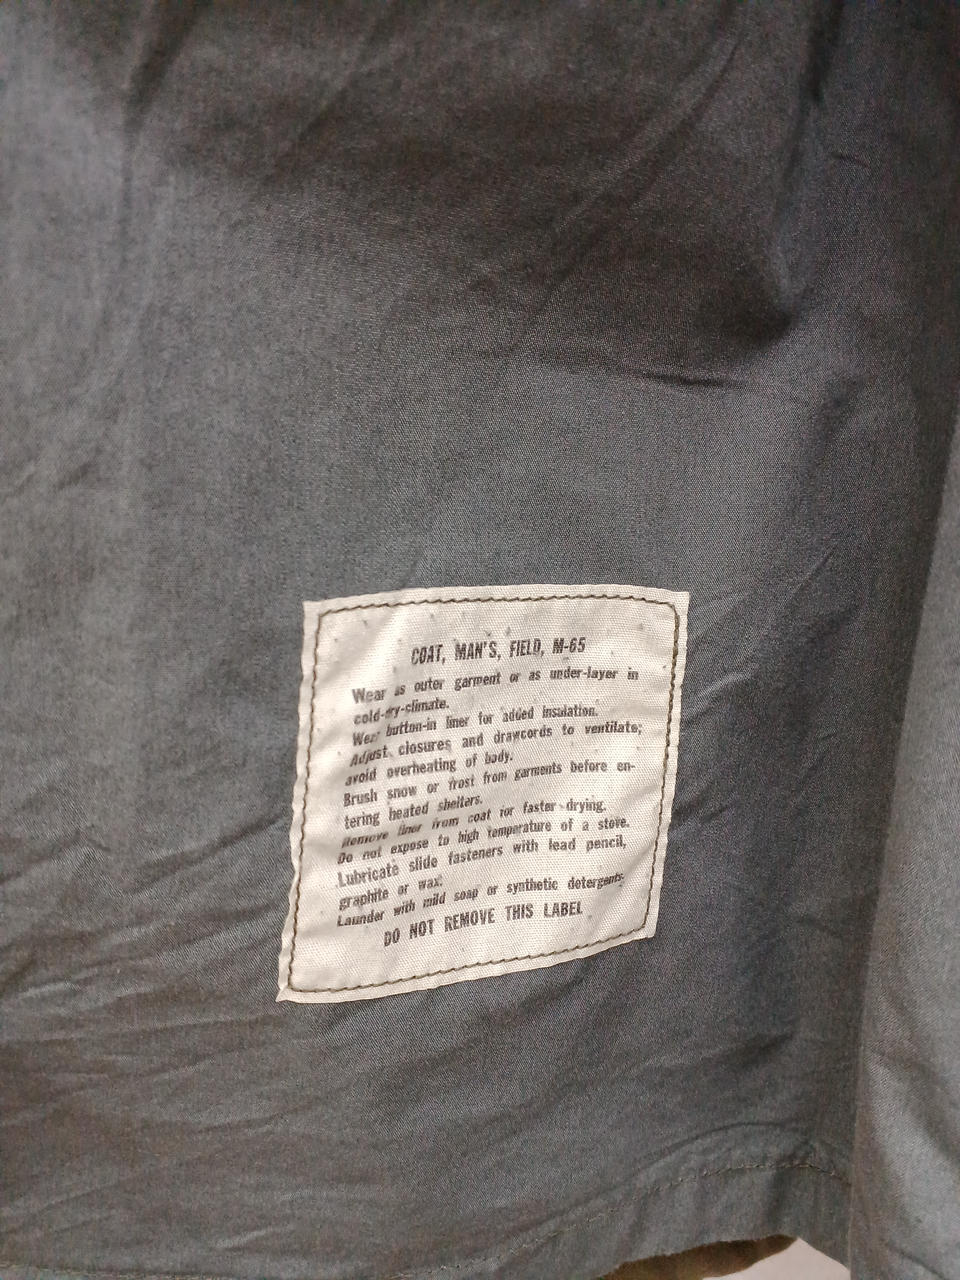 COAT, MAN'S, FIELD, M-65
Wear as outer garment or as under-layer in
cold-dry-climate.
Wear button-in liner for added insulation.
Adjust closures and drawcords to ventilate;
avoid overheating of body.
Brush snow or frost from garments before en-
tering heated shelters.
Remove liner from coat for faster drying.
Do not expose to high temperature of a stove.
Lubricate slide fasteners with lead pencil,
graphite or wax.
Launder with mild soap or synthetic detergents.
DO NOT REMOVE THIS LABEL